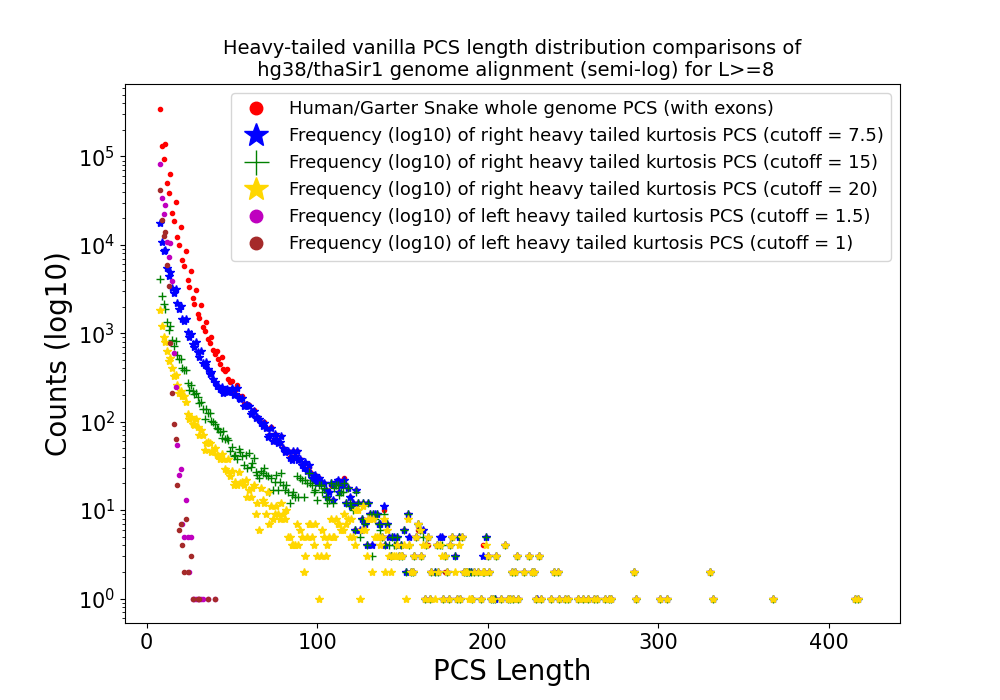 Heavy-tailed vanilla PCS length distribution comparisons of
hg38/thaSir1 genome alignment (semi-log) for L>=8
Human/Garter Snake whole genome PCS (with exons)
Frequency (log10) of right heavy tailed kurtosis PCS (cutoff = 7.5)
Frequency (log10) of right heavy tailed kurtosis PCS (cutoff = 15)
Frequency (log10) of right heavy tailed kurtosis PCS (cutoff = 20)
Frequency (log10) of left heavy tailed kurtosis PCS (cutoff = 1.5)
Frequency (log10) of left heavy tailed kurtosis PCS (cutoff = 1)
Counts (log10)
10⁵
10⁴
10³
10²
10¹
10⁰
0 100 200 300 400
PCS Length